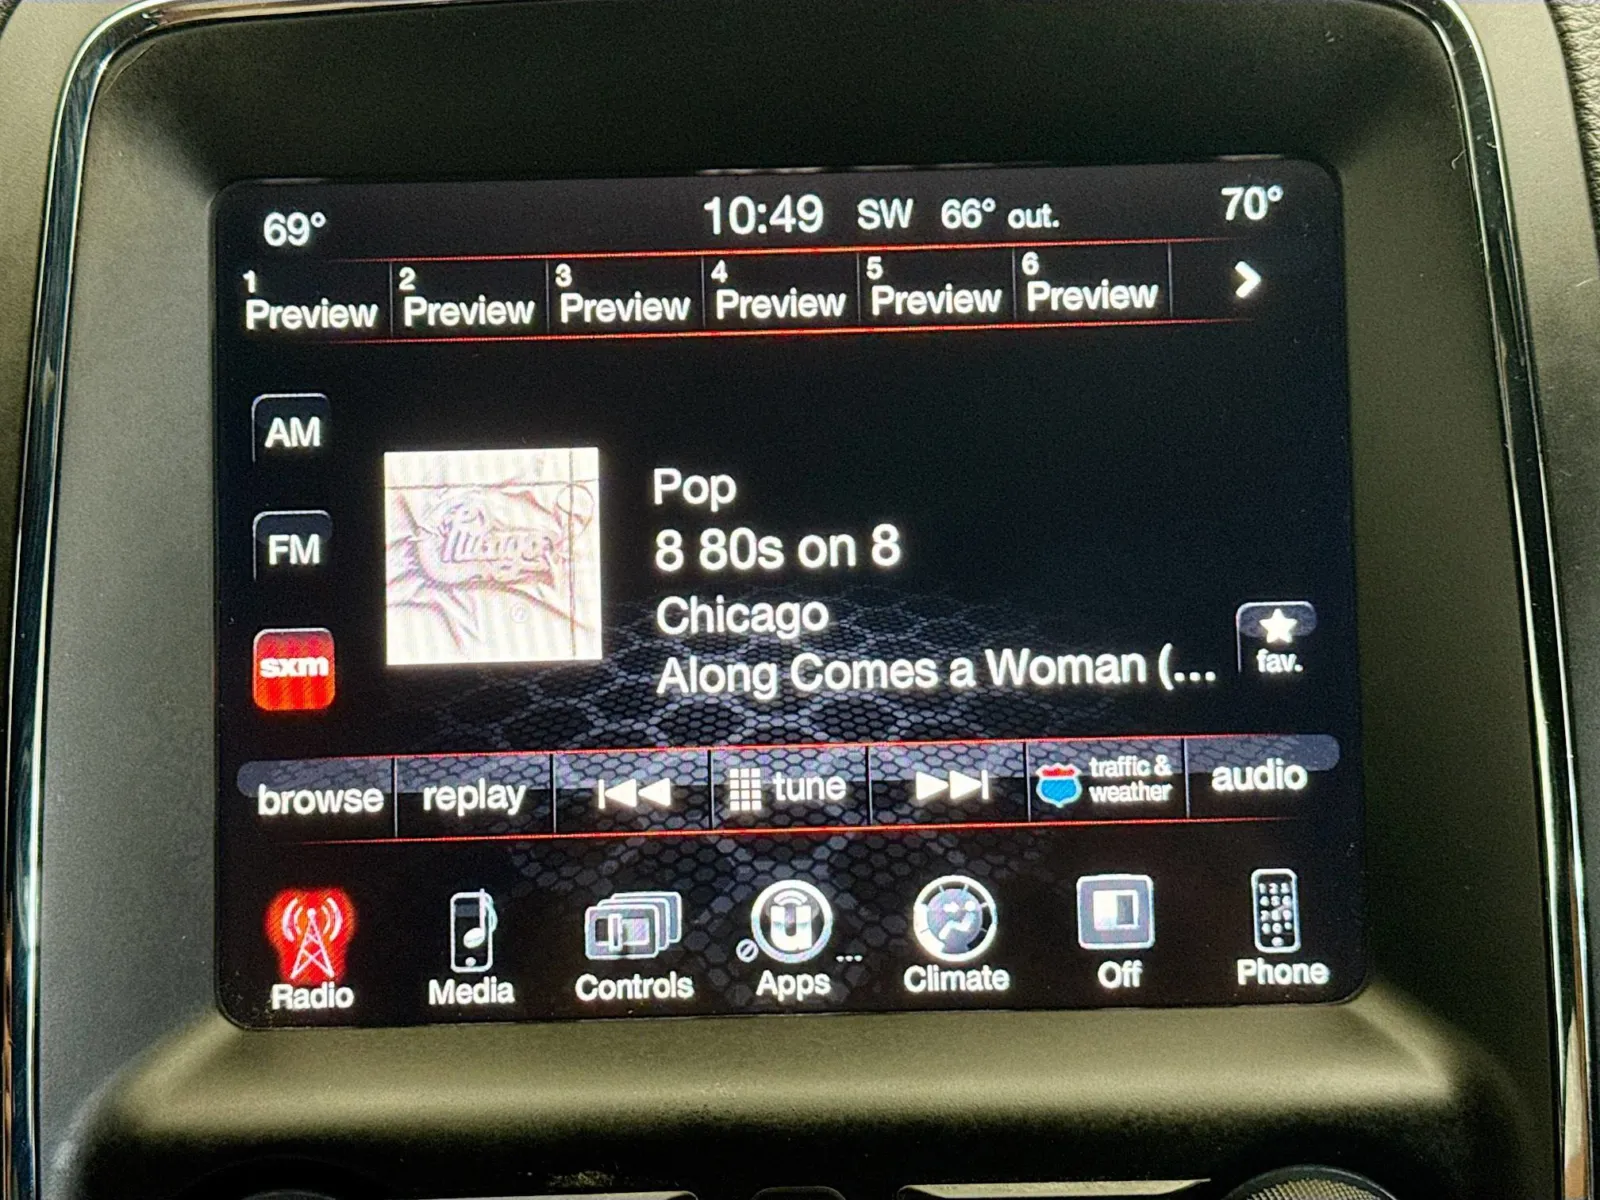 69° 10:49 SW 66° out. 70°
1 2 3 4 5 6
Preview Preview Preview Preview Preview Preview
AM
FM
sxm
Chicago
Pop
8 80s on 8
Chicago
Along Comes a Woman (...
fav.
browse replay tune traffic & weather audio
Radio Media Controls Apps ... Climate Off Phone